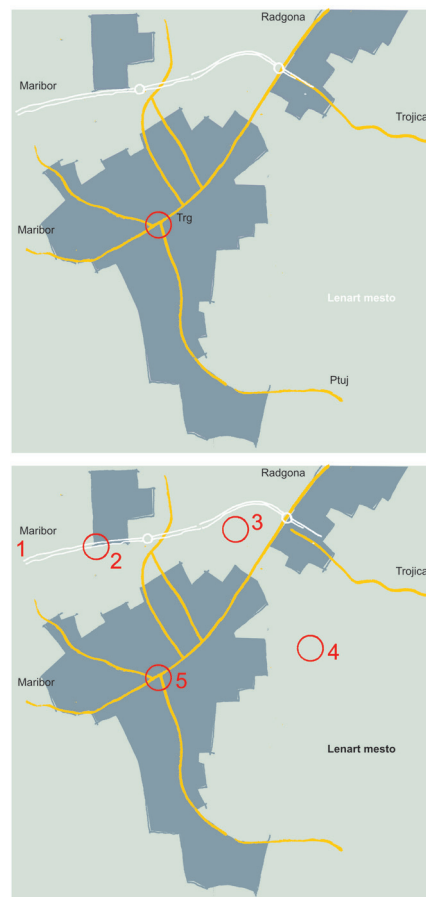 Radgona
Maribor
Trojica
Trg
Maribor
Lenart mesto
Ptuj
Radgona
Maribor
3
1
2
Trojica
4
5
Maribor
Lenart mesto